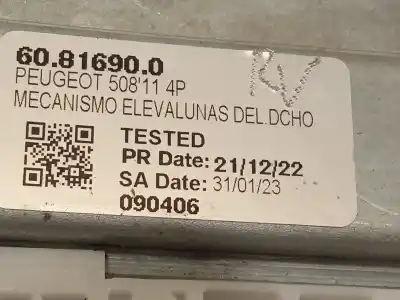 60.81690.0
PEUGEOT 508'11 4P
MECANISMO ELEVALUNAS DEL.DCHO
TESTED
PR Date: 21/12/22
SA Date: 31/01/23
090406